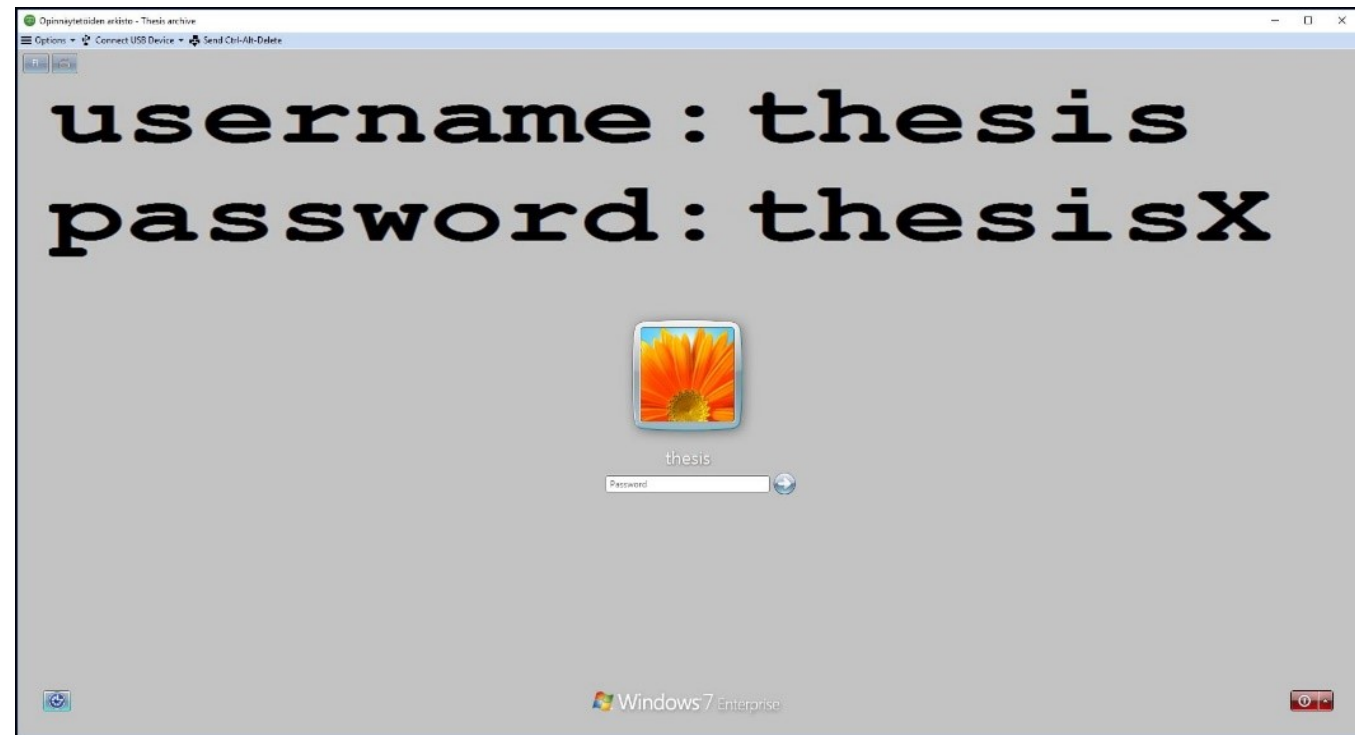 Opinnäytetöiden arkisto - Thesis archive
Options Connect USB Device Send Ctrl-Alt-Delete
username:thesis
password:thesisX
thesis
Password
Windows 7 Enterprise